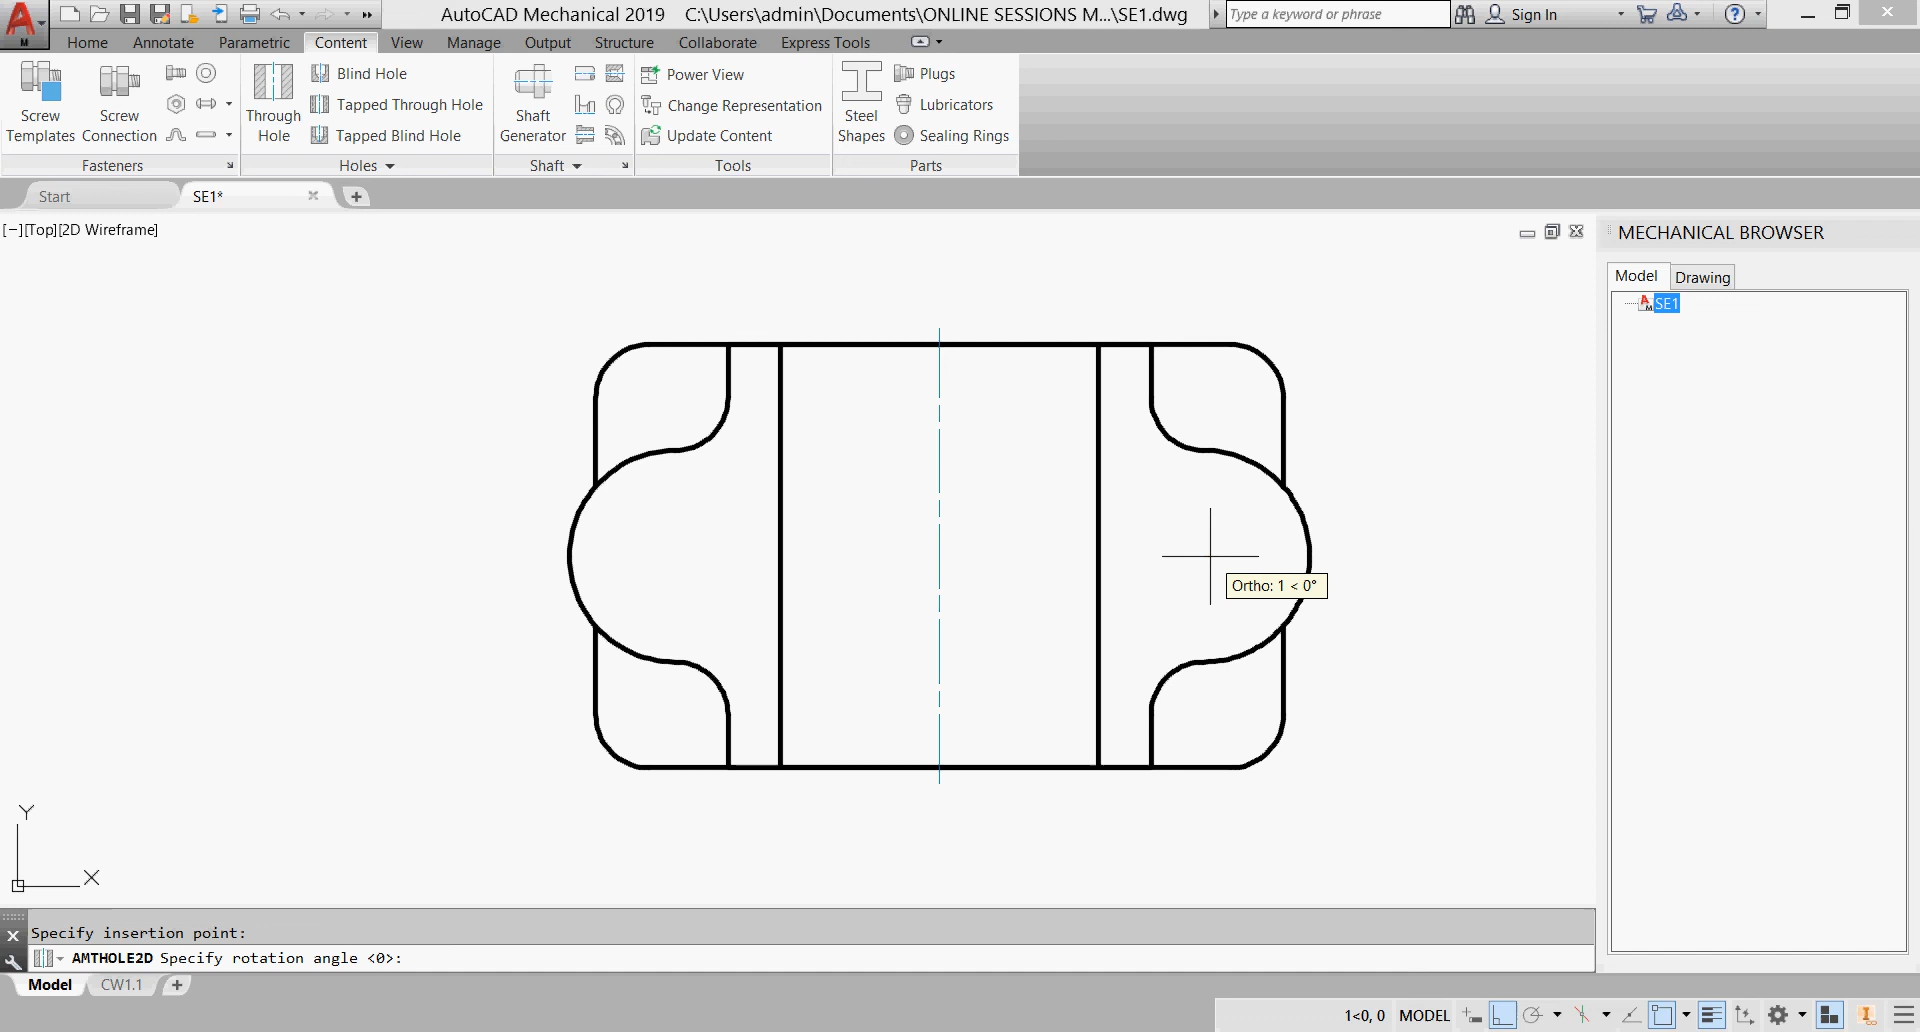 AutoCAD Mechanical 2019 C:\Users\admin\Documents\ONLINE SESSIONS M...\SE1.dwg
Type a keyword or phrase
Sign In
M
Home Annotate Parametric Content View Manage Output Structure Collaborate Express Tools
Screw Templates
Screw Connection
Fasteners
Through Hole
Blind Hole
Tapped Through Hole
Tapped Blind Hole
Holes
Shaft Generator
Shaft
Power View
Change Representation
Update Content
Tools
Steel Shapes
Plugs
Lubricators
Sealing Rings
Parts
Start SE1*
[−][Top][2D Wireframe]
MECHANICAL BROWSER
Model Drawing
SE1
Ortho: 1 < 0°
Y
X
Specify insertion point:
AMTHOLE2D Specify rotation angle <0>:
Model CW1.1
1<0, 0 MODEL